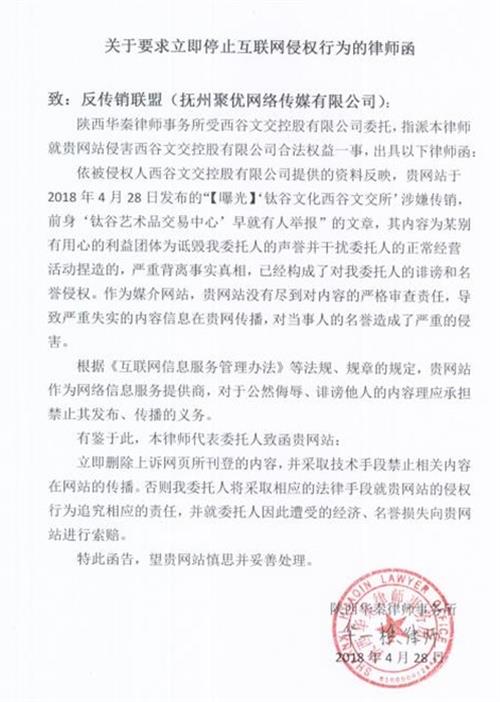 关于要求立即停止互联网侵权行为的律师函
致：反传销联盟（抚州聚优网络传媒有限公司）：
陕西华秦律师事务所受西谷文交控股有限公司委托，指派本律师
就贵网站侵害西谷文交控股有限公司合法权益一事，出具以下律师函：
依被侵权人西谷文交控股有限公司提供的资料反映，贵网站于
2018年4月28日发布的“【曝光】‘钛谷文化西谷文交所’涉嫌传销，
前身‘钛谷艺术品交易中心’早就有人举报”的文章，其内容为某别
有用心的利益团体为诋毁我委托人的声誉并干扰委托人的正常经营
活动捏造的，严重背离事实真相，已经构成了对我委托人的诽谤和名
誉侵权。作为媒介网站，贵网站没有尽到对内容的严格审查责任，导
致严重失实的内容信息在贵网传播，对当事人的名誉造成了严重的侵
害。
根据《互联网信息服务管理办法》等法规、规章的规定，贵网站
作为网络信息服务提供商，对于公然侮辱、诽谤他人的内容理应承担
禁止其发布、传播的义务。
有鉴于此，本律师代表委托人致函贵网站：
立即删除上诉网页所刊登的内容，并采取技术手段禁止相关内容
在网站的传播。否则我委托人将采取相应的法律手段就贵网站的侵权
行为追究相应的责任，并就委托人因此遭受的经济、名誉损失向贵网
站进行索赔。
特此函告，望贵网站慎思并妥善处理。
SHANXI HUAQIN LAWYER OFFICE
陕西华秦律师事务所
律师
2018年4月28日